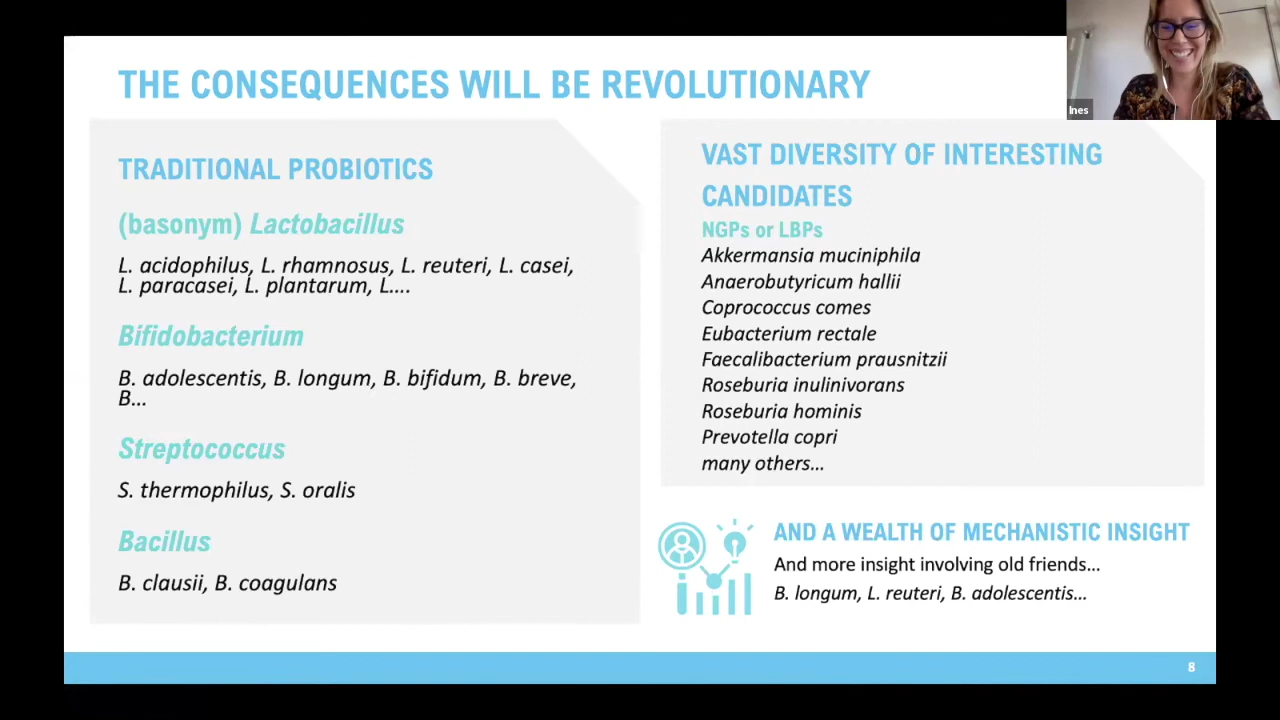 THE CONSEQUENCES WILL BE REVOLUTIONARY
Ines
TRADITIONAL PROBIOTICS
(basonym) Lactobacillus
L. acidophilus, L. rhamnosus, L. reuteri, L. casei,
L. paracasei, L. plantarum, L....
Bifidobacterium
B. adolescentis, B. longum, B. bifidum, B. breve,
B...
Streptococcus
S. thermophilus, S. oralis
Bacillus
B. clausii, B. coagulans
VAST DIVERSITY OF INTERESTING
CANDIDATES
NGPs or LBPs
Akkermansia muciniphila
Anaerobutyricum hallii
Coprococcus comes
Eubacterium rectale
Faecalibacterium prausnitzii
Roseburia inulinivorans
Roseburia hominis
Prevotella copri
many others...
AND A WEALTH OF MECHANISTIC INSIGHT
And more insight involving old friends...
B. longum, L. reuteri, B. adolescentis...
8